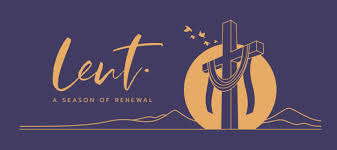 Lent.
A SEASON OF RENEWAL